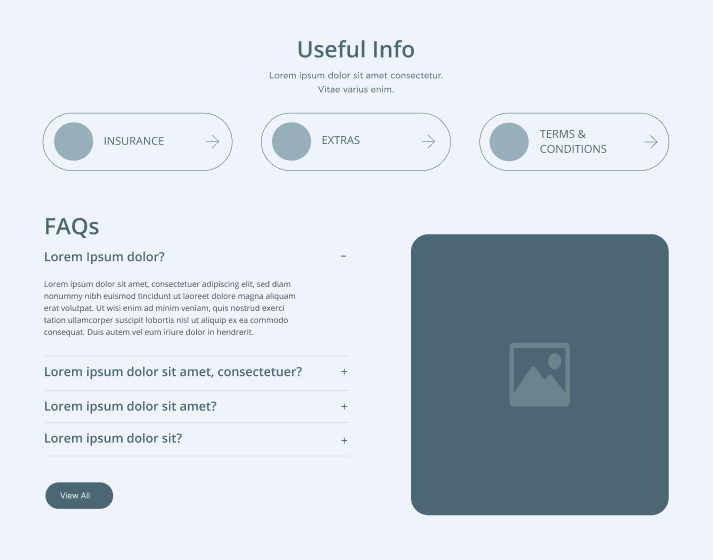 Useful Info
Lorem ipsum dolor sit amet consectetur.
Vitae varius enim.
INSURANCE
EXTRAS
TERMS &
CONDITIONS
FAQs
Lorem Ipsum dolor?
−
Lorem ipsum dolor sit amet, consectetuer adipiscing elit, sed diam
nonummy nibh euismod tincidunt ut laoreet dolore magna aliquam
erat volutpat. Ut wisi enim ad minim veniam, quis nostrud exerci
tation ullamcorper suscipit lobortis nisl ut aliquip ex ea commodo
consequat. Duis autem vel eum iriure dolor in hendrerit.
Lorem ipsum dolor sit amet, consectetuer?
+
Lorem ipsum dolor sit amet?
+
Lorem ipsum dolor sit?
+
View All